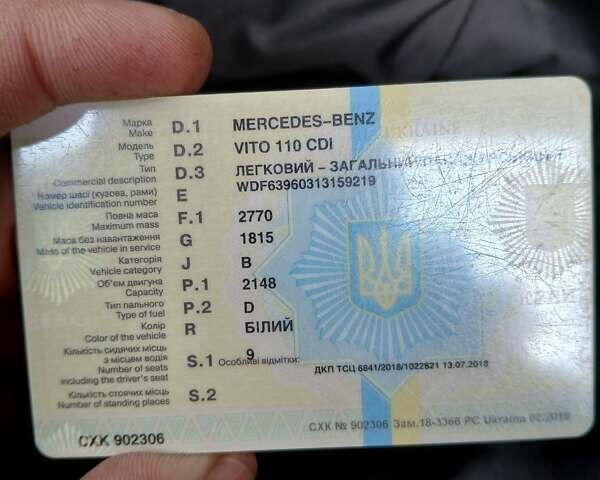 UKRAINE
Марка D.1 MERCEDES-BENZ
Make
Модель D.2 VITO 110 CDI
Type
Тип D.3 ЛЕГКОВИЙ - ЗАГАЛЬНИЙ
Commercial description
Номер шасі (кузова, рами) E WDF63960313159219
Vehicle identification number
Повна маса F.1 2770
Maximum mass
Маса без навантаження G 1815
Mass of the vehicle in service
Категорія J B
Vehicle category
Об'єм двигуна P.1 2148
Capacity
Тип пального P.2 D
Type of fuel
Колір R БІЛИЙ
Color of the vehicle
Кількість сидячих місць
з місцем водія S.1 9 Особливі відмітки:
Number of seats
including the driver's seat ДКП ТСЦ 6841/2018/1022821 13.07.2018
Кількість стоячих місць S.2
Number of standing places
СХК № 902306 Зам.18-3366 РС Ukraina 02.2018
СХК 902306